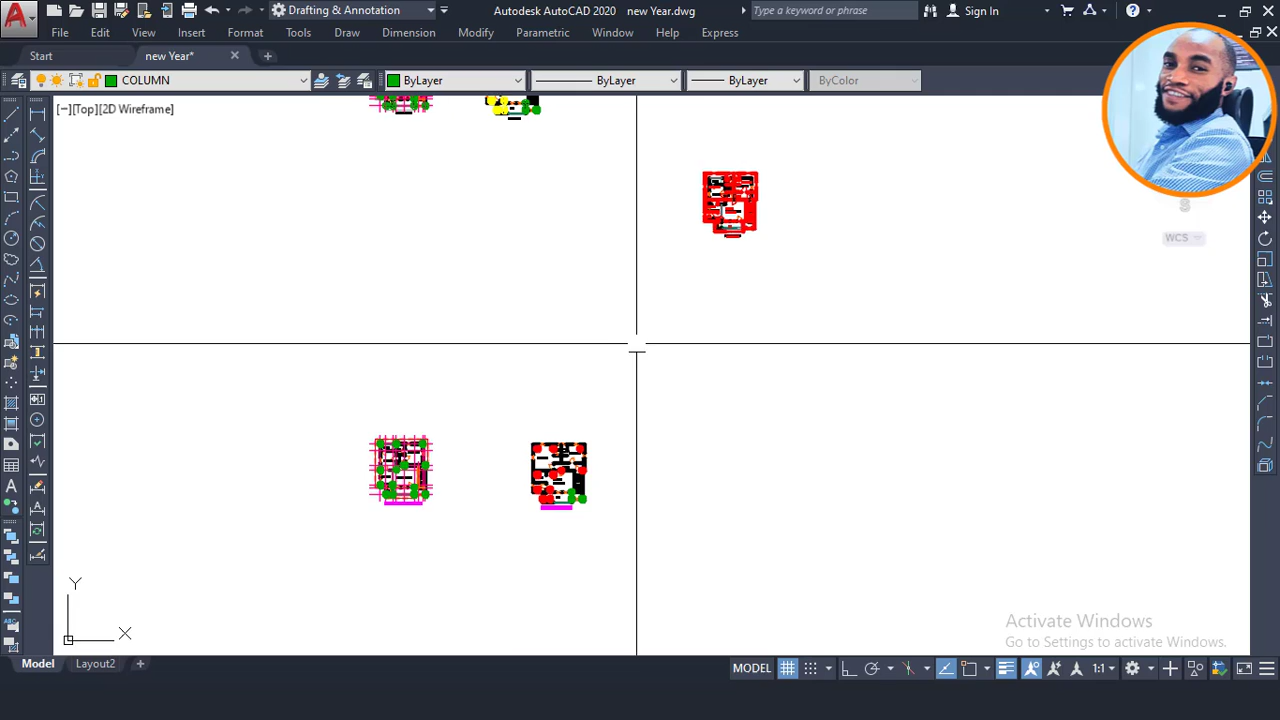 Drafting & Annotation
Autodesk AutoCAD 2020 new Year.dwg
Type a keyword or phrase
Sign In
File Edit View Insert Format Tools Draw Dimension Modify Parametric Window Help Express
Start
new Year*
COLUMN
ByLayer
ByLayer
ByLayer
ByColor
[−][Top][2D Wireframe]
S
WCS
Y
X
Activate Windows
Go to Settings to activate Windows.
Model
Layout2
MODEL
1:1